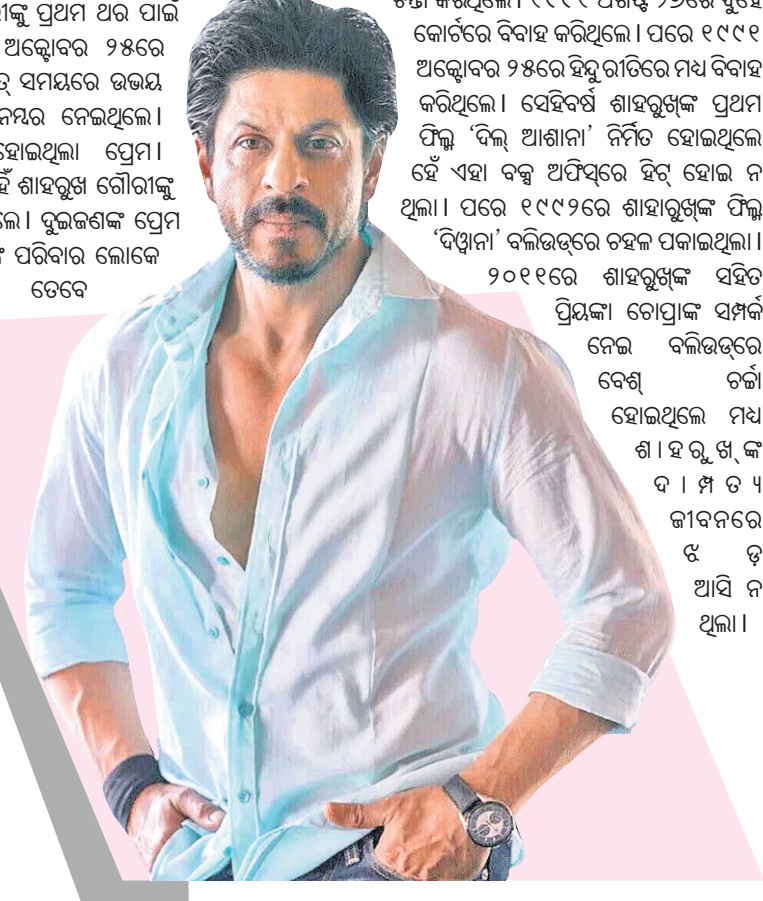 ପ୍ରଥମ ଥର ପାଇଁ
ଅକ୍ଟୋବର ୨୫ରେ
ସମୟରେ ଉଭୟ
ନେଇଥିଲେ।
ହୋଇଥିଲା ପ୍ରେମ।
ଶାହରୁଖ ଗୌରୀଙ୍କୁ
ଦୁଇଜଣଙ୍କ ପ୍ରେମ
ପରିବାର ଲୋକେ
ତେବେ
କୋର୍ଟରେ ବିବାହ କରିଥିଲେ। ପରେ ୧୯୯୧
ଅକ୍ଟୋବର ୨୫ରେ ହିନ୍ଦୁ ରୀତିରେ ମଧ୍ୟ ବିବାହ
କରିଥିଲେ। ସେହିବର୍ଷ ଶାହରୁଖ୍‌ଙ୍କ ପ୍ରଥମ
ଫିଲ୍ମ ‘ଦିଲ୍ ଆଶାନା’ ନିର୍ମିତ ହୋଇଥିଲେ
ହେଁ ଏହା ବକ୍ସ ଅଫିସ୍‌ରେ ହିଟ୍ ହୋଇ ନ
ଥିଲା। ପରେ ୧୯୯୨ରେ ଶାହାରୁଖ୍‌ଙ୍କ ଫିଲ୍ମ
‘ଦିୱାନା’ ବଲିଉଡ୍‌ରେ ଚହଳ ପକାଇଥିଲା।
୨୦୧୧ରେ ଶାହରୁଖ୍‌ଙ୍କ ସହିତ
ପ୍ରିୟଙ୍କା ଚୋପ୍ରାଙ୍କ ସମ୍ପର୍କ
ନେଇ ବଲିଉଡ୍‌ରେ
ବେଶ୍ ଚର୍ଚ୍ଚା
ହୋଇଥିଲେ ମଧ୍ୟ
ଶାହରୁଖ୍‌ଙ୍କ
ଦାମ୍ପତ୍ୟ
ଜୀବନରେ
ଝଡ଼
ଆସି ନ
ଥିଲା।